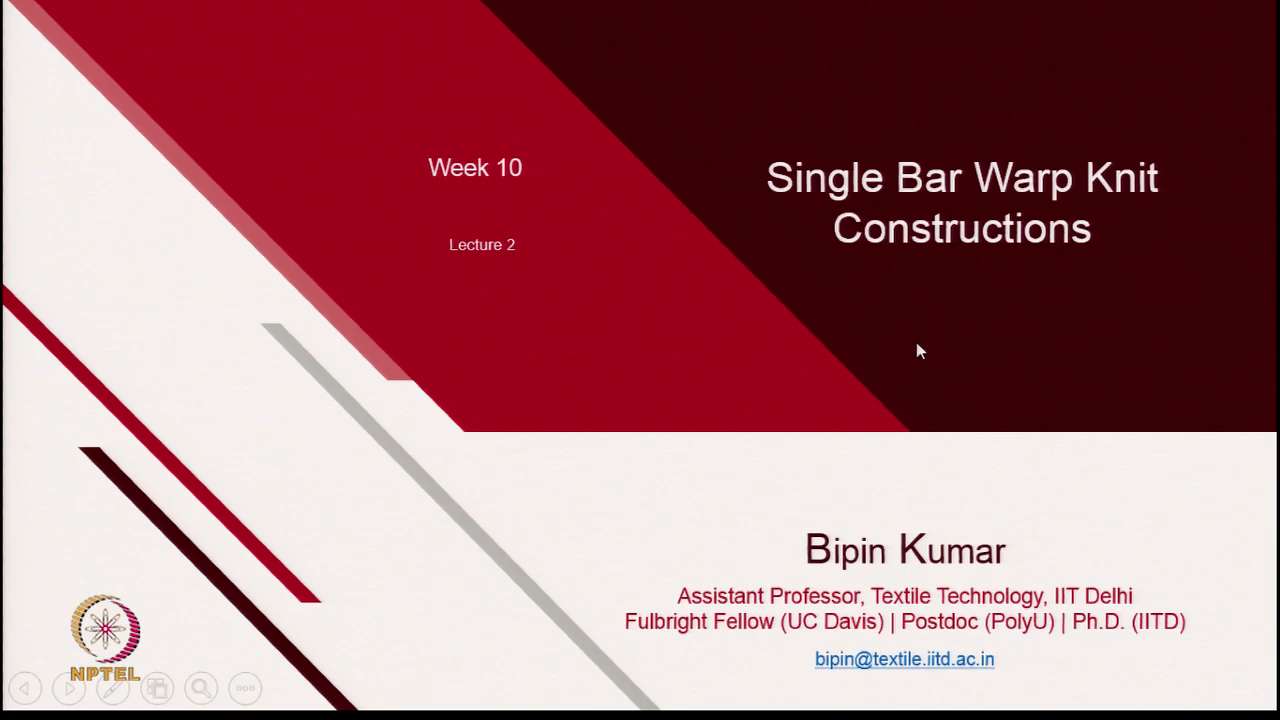 Week 10
Lecture 2
Single Bar Warp Knit
Constructions
Bipin Kumar
Assistant Professor, Textile Technology, IIT Delhi
Fulbright Fellow (UC Davis) | Postdoc (PolyU) | Ph.D. (IITD)
bipin@textile.iitd.ac.in
NPTEL